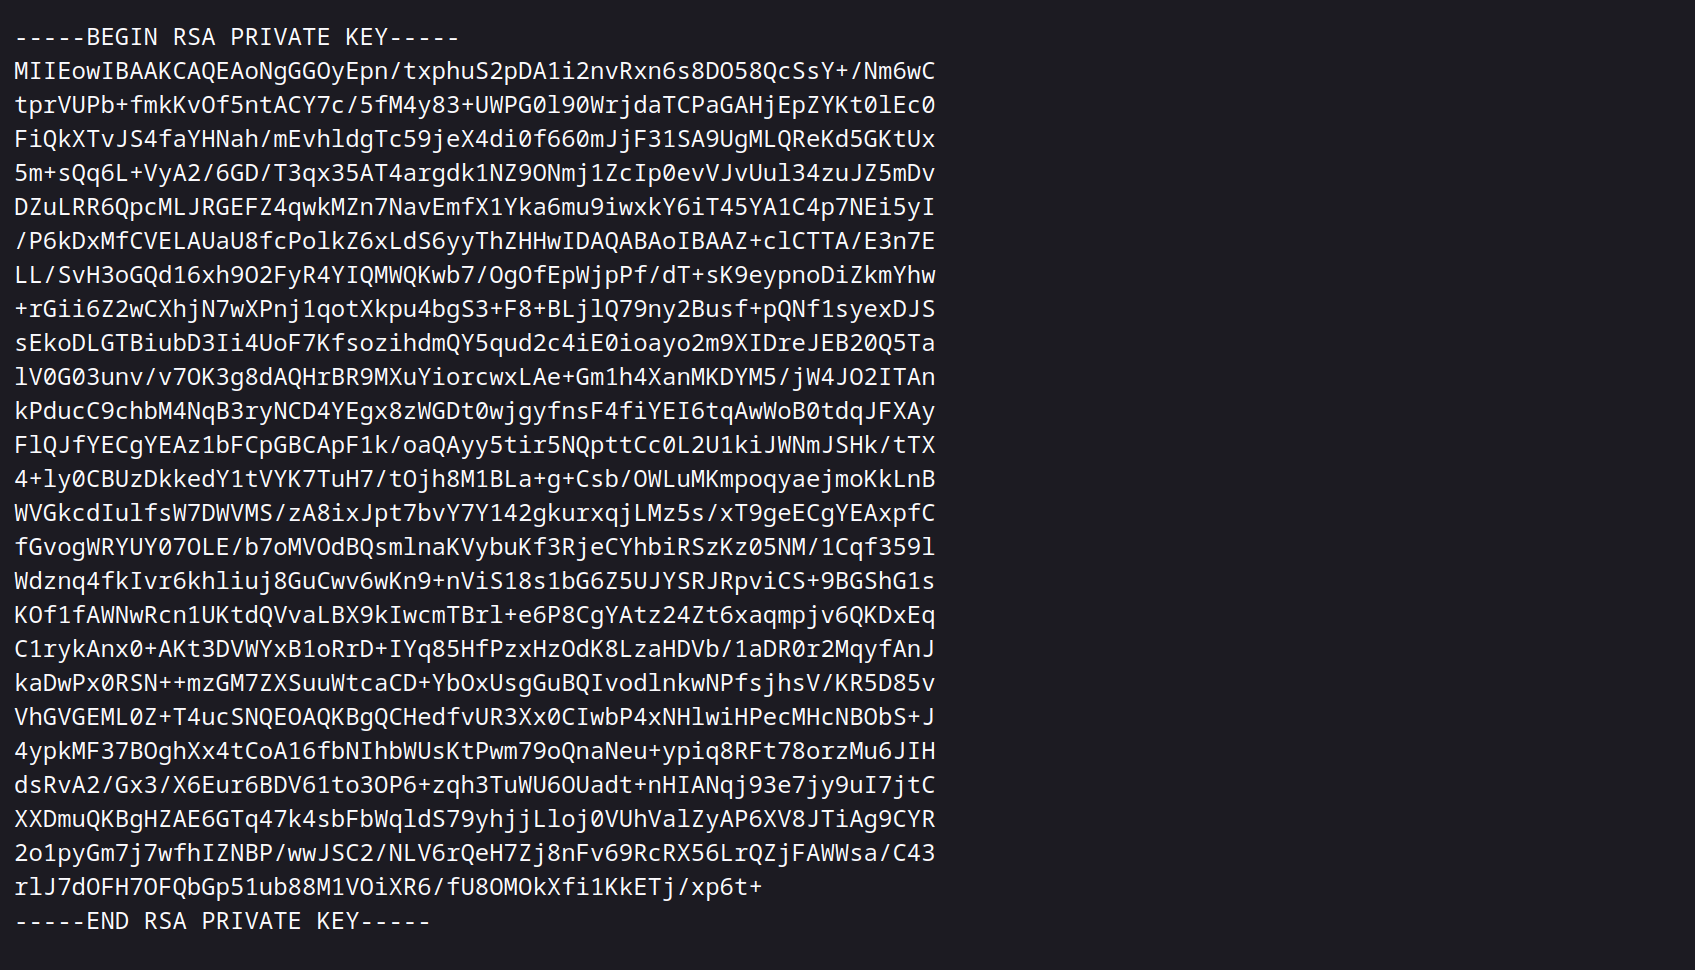 -----BEGIN RSA PRIVATE KEY-----
MIIEowIBAAKCAQEAoNgGGOyEpn/txphuS2pDA1i2nvRxn6s8DO58QcSsY+/Nm6wC
tprVUPb+fmkKvOf5ntACY7c/5fM4y83+UWPG0l90WrjdaTCPaGAHjEpZYKt0lEc0
FiQkXTvJS4faYHNah/mEvhldgTc59jeX4di0f660mJjF31SA9UgMLQReKd5GKtUx
5m+sQq6L+VyA2/6GD/T3qx35AT4argdk1NZ9ONmj1ZcIp0evVJvUul34zuJZ5mDv
DZuLRR6QpcMLJRGEFZ4qwkMZn7NavEmfX1Yka6mu9iwxkY6iT45YA1C4p7NEi5yI
/P6kDxMfCVELAUaU8fcPolkZ6xLdS6yyThZHHwIDAQABAoIBAAZ+clCTTA/E3n7E
LL/SvH3oGQd16xh9O2FyR4YIQMWQKwb7/OgOfEpWjpPf/dT+sK9eypnoDiZkmYhw
+rGii6Z2wCXhjN7wXPnj1qotXkpu4bgS3+F8+BLjlQ79ny2Busf+pQNf1syexDJS
sEkoDLGTBiubD3Ii4UoF7KfsozihdmQY5qud2c4iE0ioayo2m9XIDreJEB20Q5Ta
lV0G03unv/v7OK3g8dAQHrBR9MXuYiorcwxLAe+Gm1h4XanMKDYM5/jW4JO2ITAn
kPducC9chbM4NqB3ryNCD4YEgx8zWGDt0wjgyfnsF4fiYEI6tqAwWoB0tdqJFXAy
FlQJfYECgYEAz1bFCpGBCApF1k/oaQAyy5tir5NQpttCc0L2U1kiJWNmJSHk/tTX
4+ly0CBUzDkkedY1tVYK7TuH7/tOjh8M1BLa+g+Csb/OWLuMKmpoqyaejmoKkLnB
WVGkcdIulfsW7DWVMS/zA8ixJpt7bvY7Y142gkurxqjLMz5s/xT9geECgYEAxpfC
fGvogWRYUY07OLE/b7oMVOdBQsmlnaKVybuKf3RjeCYhbiRSzKz05NM/1Cqf359l
Wdznq4fkIvr6khliuj8GuCwv6wKn9+nViS18s1bG6Z5UJYSRJRpviCS+9BGShG1s
KOf1fAWNwRcn1UKtdQVvaLBX9kIwcmTBrl+e6P8CgYAtz24Zt6xaqmpjv6QKDxEq
C1rykAnx0+AKt3DVWYxB1oRrD+IYq85HfPzxHzOdK8LzaHDVb/1aDR0r2MqyfAnJ
kaDwPx0RSN++mzGM7ZXSuuWtcaCD+YbOxUsgGuBQIvodlnkwNPfsjhsV/KR5D85v
VhGVGEML0Z+T4ucSNQEOAQKBgQCHedfvUR3Xx0CIwbP4xNHlwiHPecMHcNBObS+J
4ypkMF37BOghXx4tCoA16fbNIhbWUsKtPwm79oQnaNeu+ypiq8RFt78orzMu6JIH
dsRvA2/Gx3/X6Eur6BDV61to3OP6+zqh3TuWU6OUadt+nHIANqj93e7jy9uI7jtC
XXDmuQKBgHZAE6GTq47k4sbFbWqldS79yhjjLloj0VUhValZyAP6XV8JTiAg9CYR
2o1pyGm7j7wfhIZNBP/wwJSC2/NLV6rQeH7Zj8nFv69RcRX56LrQZjFAWWsa/C43
rlJ7dOFH7OFQbGp51ub88M1VOiXR6/fU8OMOkXfi1KkETj/xp6t+
-----END RSA PRIVATE KEY-----